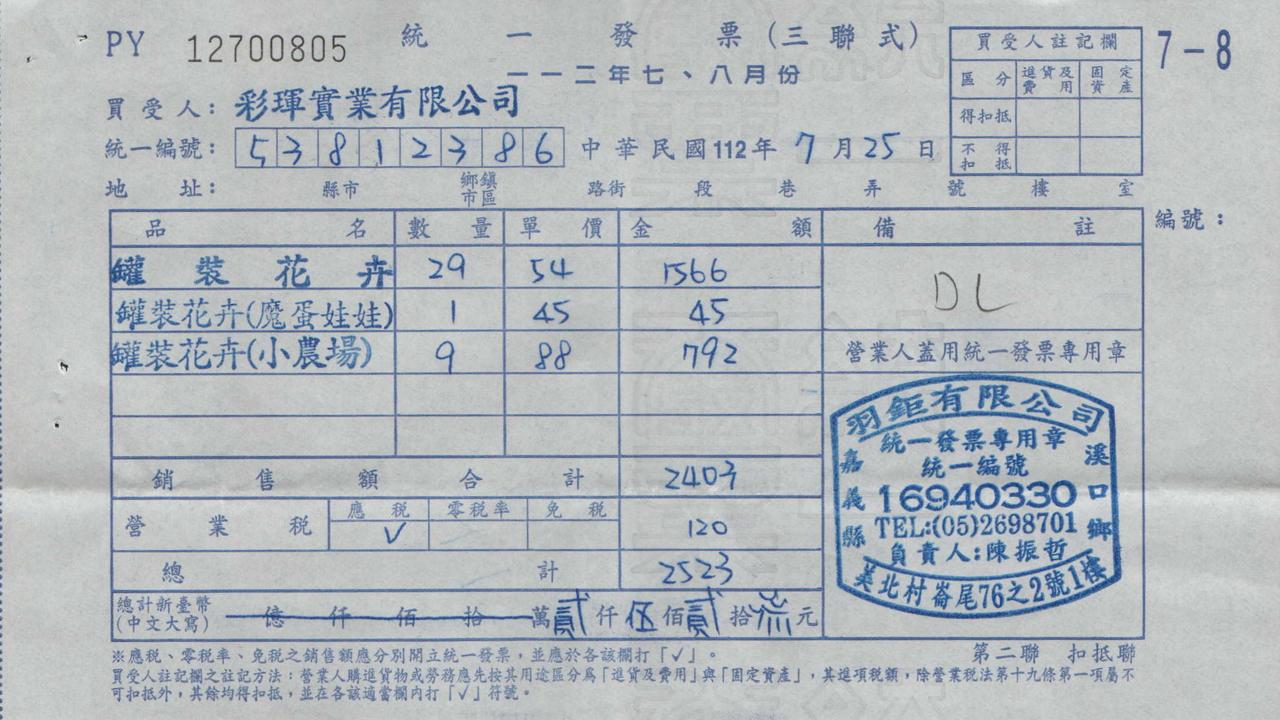 PY 12700805 統一發票(三聯式) 7-8
一一二年七、八月份
買受人註記欄
區分 進貨及費用 固定資產
得扣抵
不得扣抵
買受人：彩琿實業有限公司
統一編號：53812386 中華民國112年7月25日
地址： 縣市 鄉鎮市區 路街 段 巷 弄 號 樓 室
編號：
品名 數量 單價 金額 備註
罐裝花卉 29 54 1566 DL
罐裝花卉(魔蛋娃娃) 1 45 45
罐裝花卉(小農場) 9 88 792
營業人蓋用統一發票專用章
銷售額合計 2403
營業稅 應稅 零稅率 免稅
✓ 120
總計 2523
總計新臺幣(中文大寫) 億仟佰拾萬貳仟伍佰貳拾叁元
羽鉅有限公司
統一發票專用章
統一編號
16940330
TEL:(05)2698701
負責人:陳振哲
嘉義縣溪口鄉
美北村崙尾76之2號1樓
※應稅、零稅率、免稅之銷售額應分別開立統一發票，並應於各該欄打「✓」。
第二聯 扣抵聯
買受人註記欄之註記方法：營業人購進貨物或勞務應先按其用途區分為「進貨及費用」與「固定資產」，其進項稅額，除營業稅法第十九條第一項屬不
可扣抵外，其餘均得扣抵，並在各該適當欄內打「✓」符號。